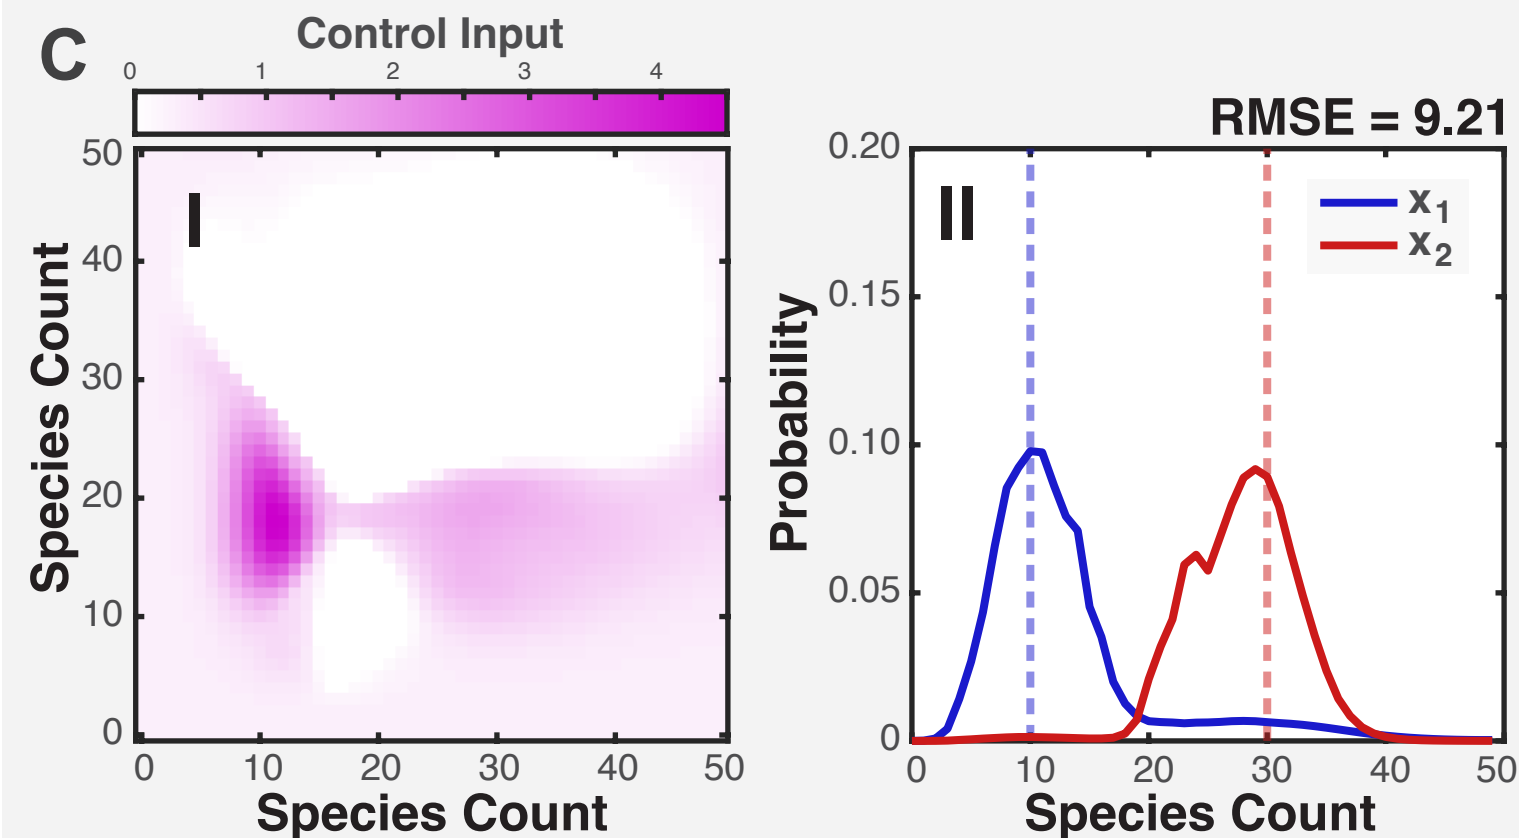 C
Control Input
0 1 2 3 4
I
50
40
30
20
10
0
Species Count
0 10 20 30 40 50
Species Count
RMSE = 9.21
II
x1
x2
0.20
0.15
0.10
0.05
0
Probability
0 10 20 30 40 50
Species Count